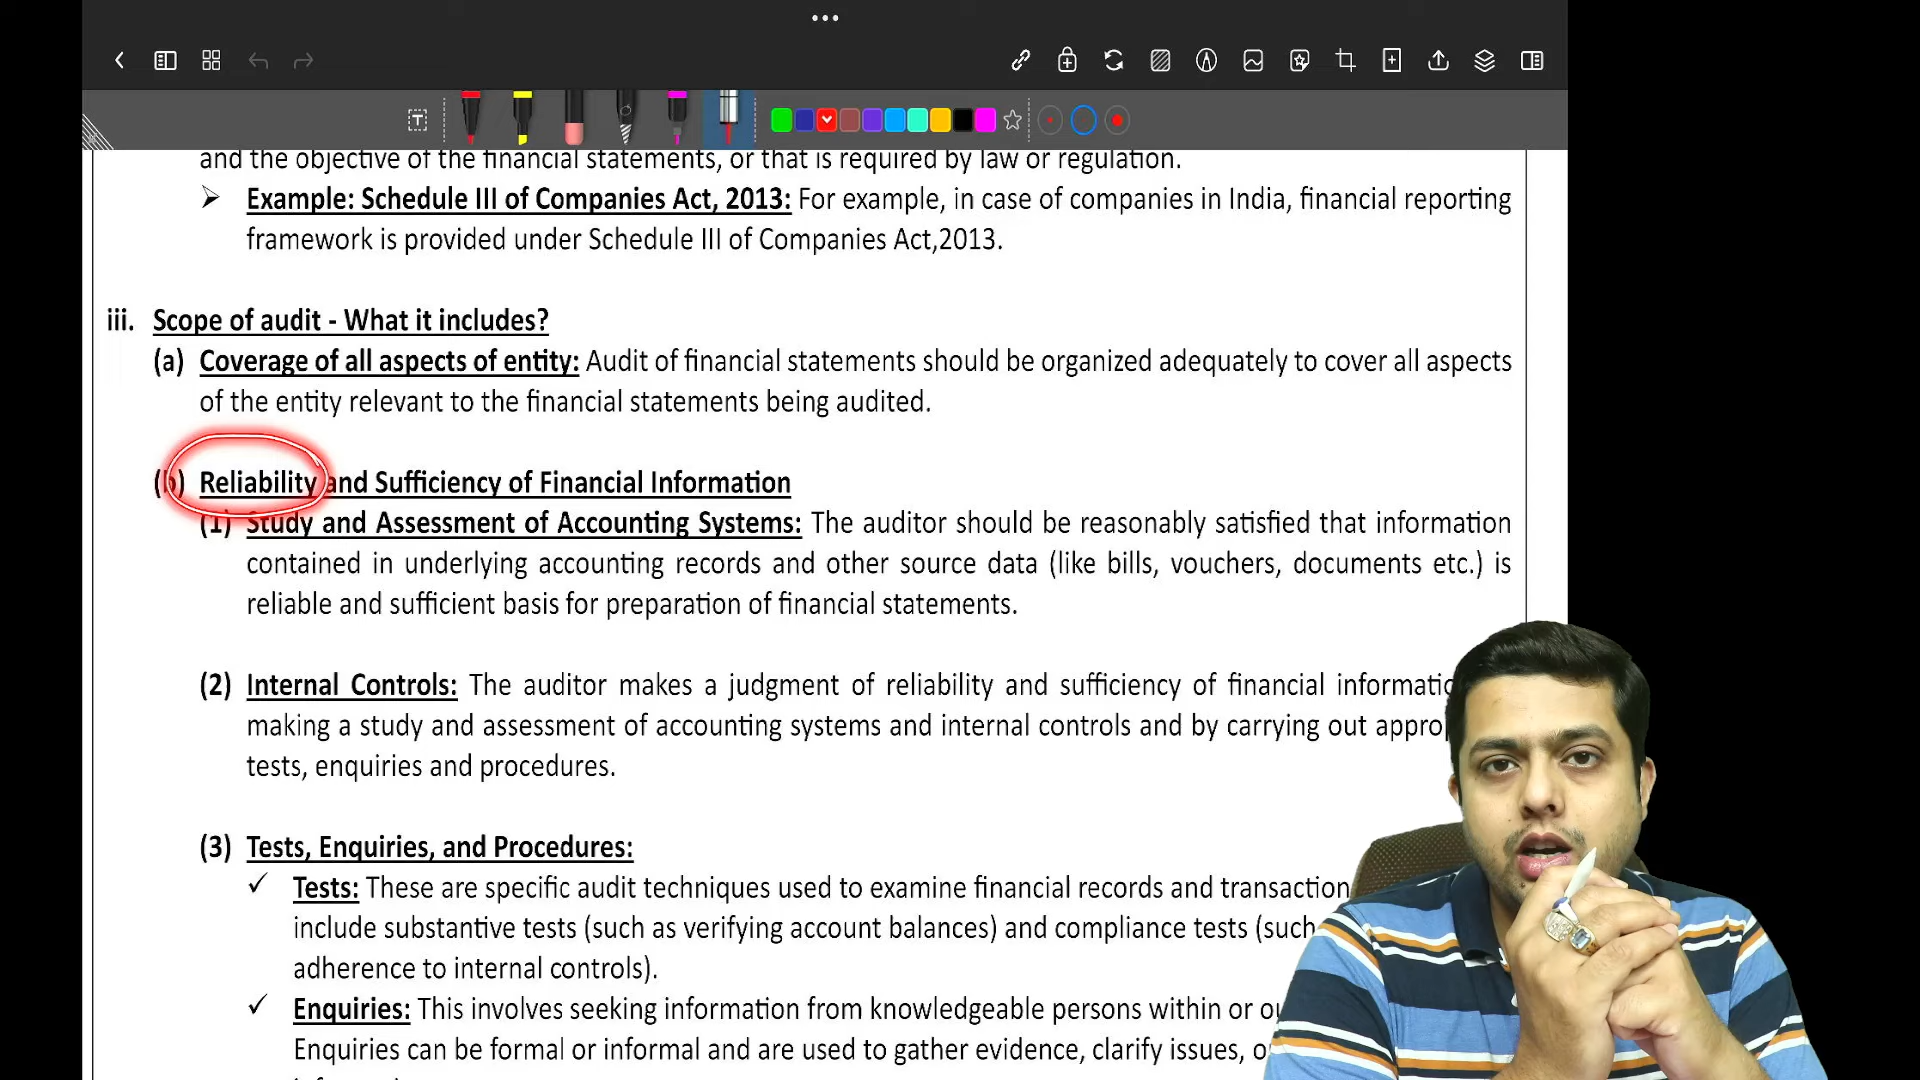 and the objective of the financial statements, or that is required by law or regulation.
➢ Example: Schedule III of Companies Act, 2013: For example, in case of companies in India, financial reporting
framework is provided under Schedule III of Companies Act,2013.
iii. Scope of audit - What it includes?
(a) Coverage of all aspects of entity: Audit of financial statements should be organized adequately to cover all aspects
of the entity relevant to the financial statements being audited.
(b) Reliability and Sufficiency of Financial Information
(1) Study and Assessment of Accounting Systems: The auditor should be reasonably satisfied that information
contained in underlying accounting records and other source data (like bills, vouchers, documents etc.) is
reliable and sufficient basis for preparation of financial statements.
(2) Internal Controls: The auditor makes a judgment of reliability and sufficiency of financial
making a study and assessment of accounting systems and internal controls and by carrying out
tests, enquiries and procedures.
(3) Tests, Enquiries, and Procedures:
✓ Tests: These are specific audit techniques used to examine financial records and
include substantive tests (such as verifying account balances) and compliance tests (such
adherence to internal controls).
✓ Enquiries: This involves seeking information from knowledgeable persons within or
Enquiries can be formal or informal and are used to gather evidence, clarify issues,